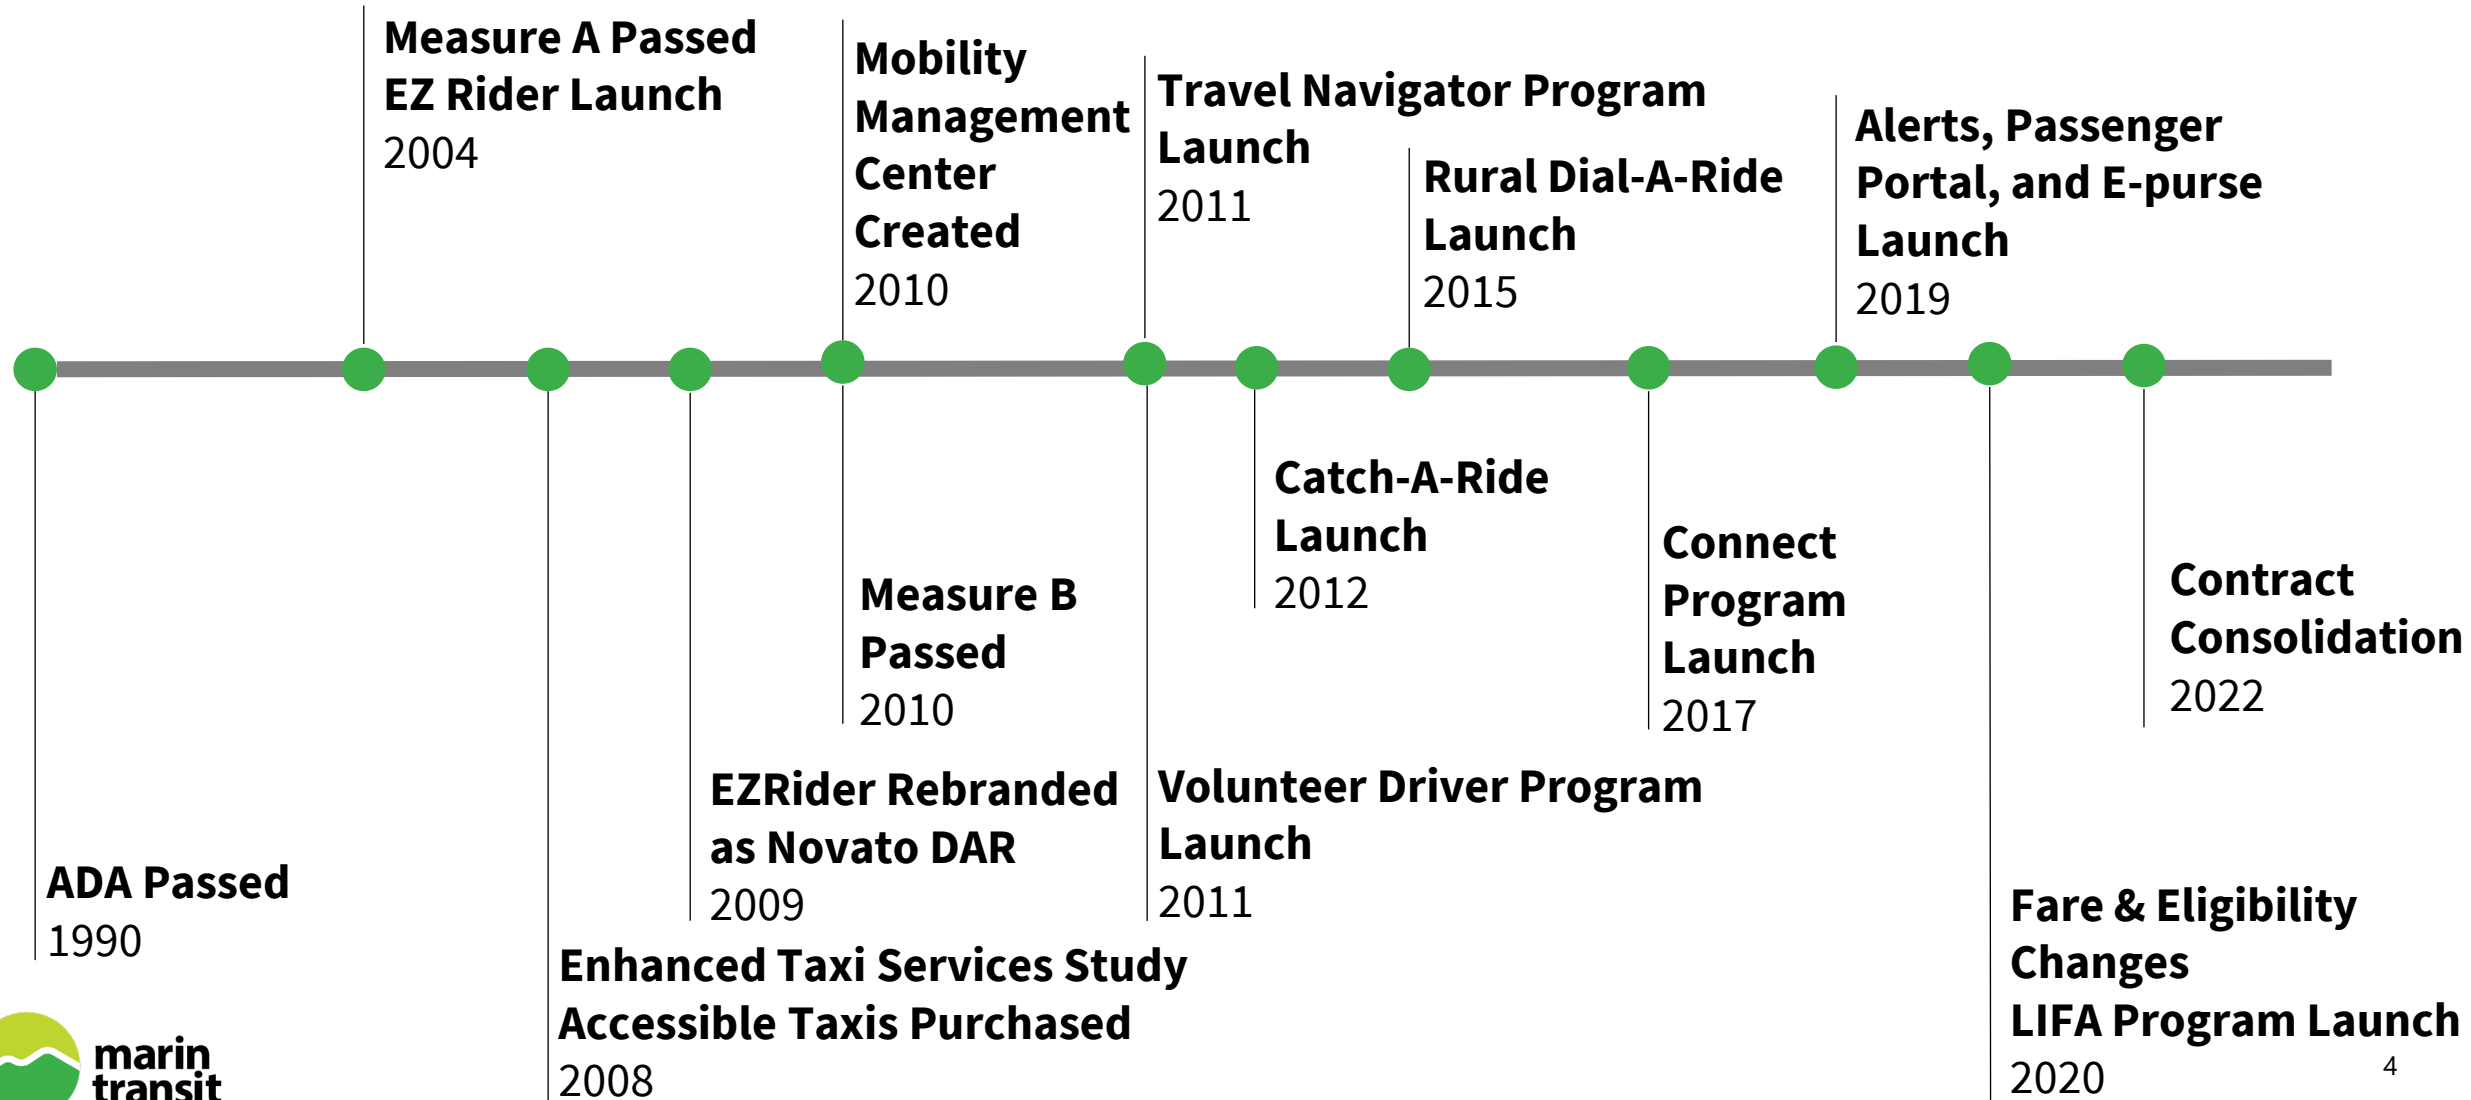 Measure A Passed
EZ Rider Launch
2004
Mobility
Management
Center
Created
2010
Travel Navigator Program
Launch
2011
Rural Dial-A-Ride
Launch
2015
Alerts, Passenger
Portal, and E-purse
Launch
2019
ADA Passed
1990
Enhanced Taxi Services Study
Accessible Taxis Purchased
2008
EZRider Rebranded
as Novato DAR
2009
Measure B
Passed
2010
Volunteer Driver Program
Launch
2011
Catch-A-Ride
Launch
2012
Connect
Program
Launch
2017
Fare & Eligibility
Changes
LIFA Program Launch
2020
Contract
Consolidation
2022
marin
transit
4